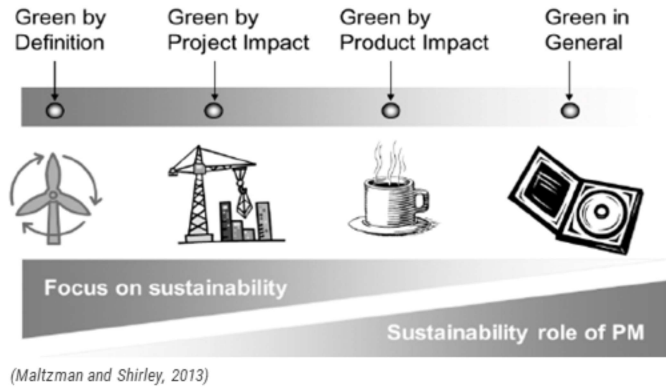 Green by Definition
Green by Project Impact
Green by Product Impact
Green in General
Focus on sustainability
Sustainability role of PM
(Maltzman and Shirley, 2013)